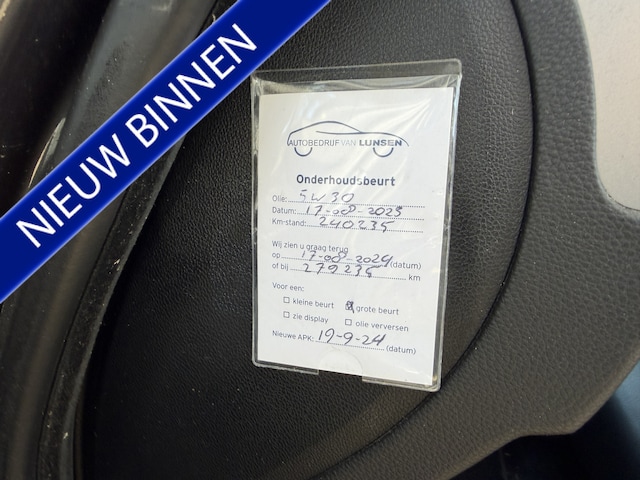 NIEUW BINNEN
AUTOBEDRIJF VAN LUNSEN
Onderhoudsbeurt
Olie: 5W30
Datum: 17-08-2023
Km-stand: 240235
Wij zien u graag terug
op 17-08-2024 (datum)
of bij 279235 km
Voor een:
kleine beurt grote beurt
zie display olie verversen
Nieuwe APK: 19-9-24 (datum)